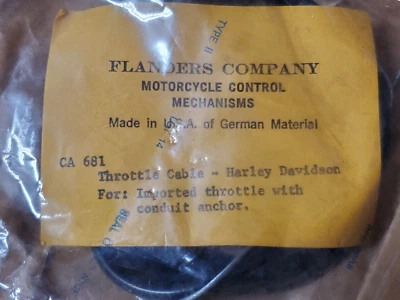 TYPE B
FLANDERS COMPANY
MOTORCYCLE CONTROL
MECHANISMS
Made in U.S.A. of German Material
CA 681
Throttle Cable - Harley Davidson
For: Imported throttle with
conduit anchor.